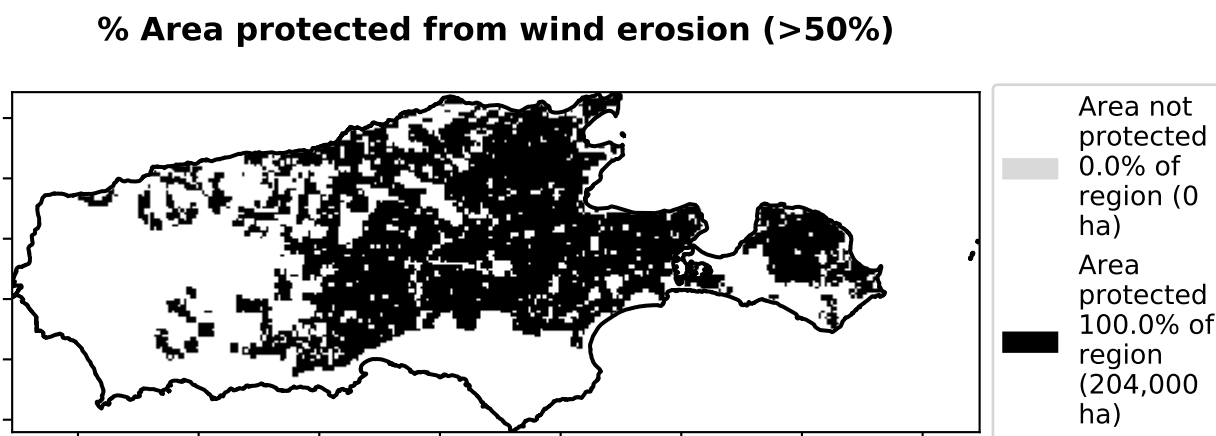 % Area protected from wind erosion (>50%)
Area not
protected
0.0% of
region (0
ha)
Area
protected
100.0% of
region
(204,000
ha)